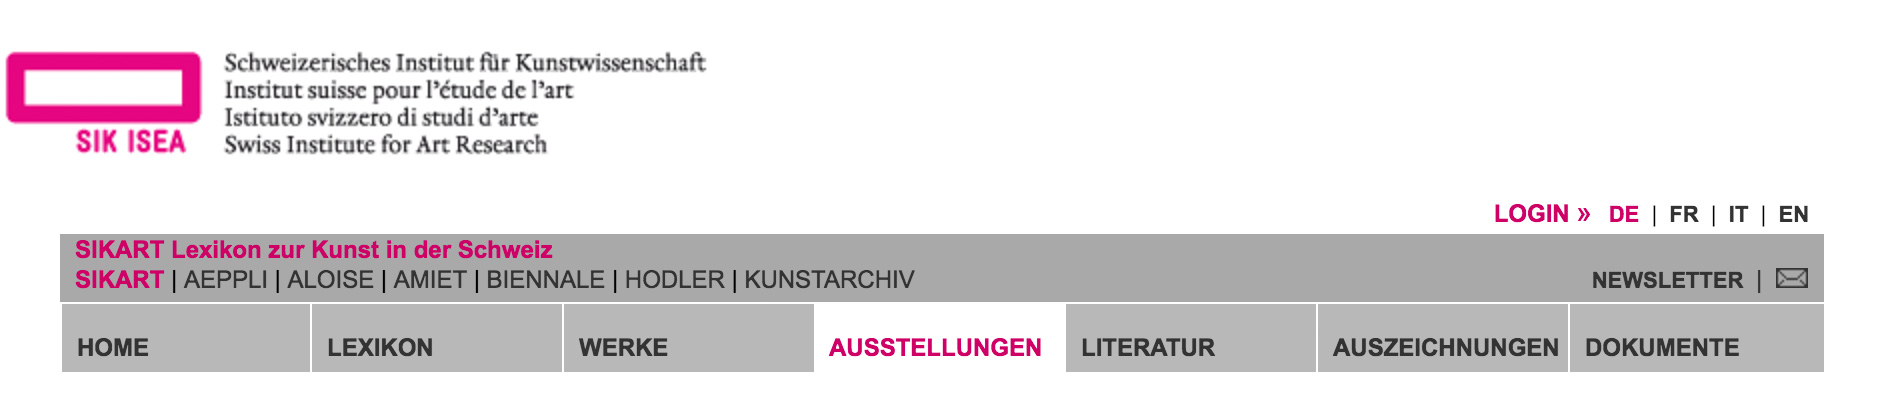 Schweizerisches Institut für Kunstwissenschaft
Institut suisse pour l'étude de l'art
Istituto svizzero di studi d'arte
Swiss Institute for Art Research
SIK ISEA
LOGIN » DE | FR | IT | EN
SIKART Lexikon zur Kunst in der Schweiz
SIKART | AEPPLI | ALOISE | AMIET | BIENNALE | HODLER | KUNSTARCHIV
NEWSLETTER |
HOME LEXIKON WERKE AUSSTELLUNGEN LITERATUR AUSZEICHNUNGEN DOKUMENTE